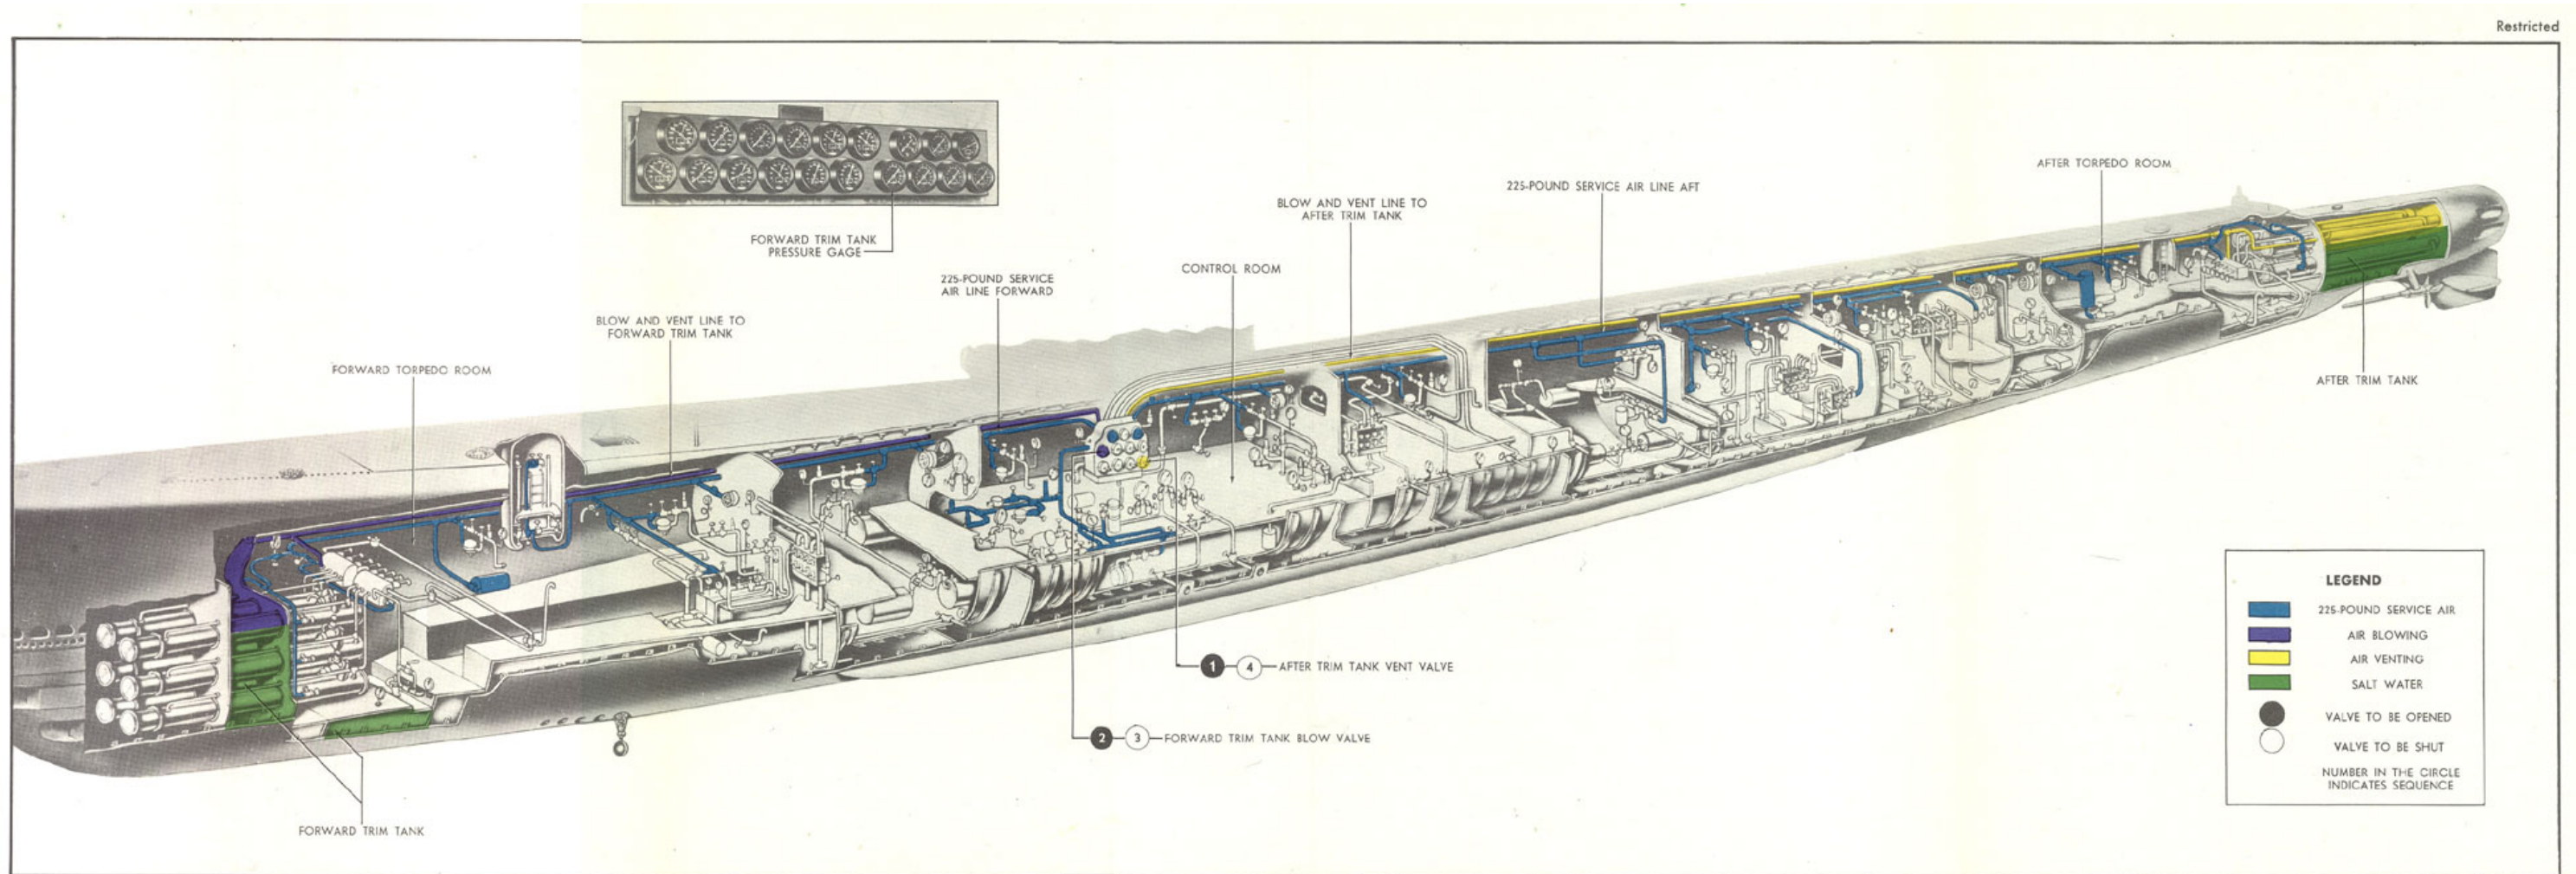 Restricted
FORWARD TRIM TANK
PRESSURE GAGE
AFTER TORPEDO ROOM
225-POUND SERVICE AIR LINE AFT
BLOW AND VENT LINE TO
AFTER TRIM TANK
CONTROL ROOM
225-POUND SERVICE
AIR LINE FORWARD
BLOW AND VENT LINE TO
FORWARD TRIM TANK
FORWARD TORPEDO ROOM
AFTER TRIM TANK
1 4 AFTER TRIM TANK VENT VALVE
2 3 FORWARD TRIM TANK BLOW VALVE
FORWARD TRIM TANK
LEGEND
225-POUND SERVICE AIR
AIR BLOWING
AIR VENTING
SALT WATER
VALVE TO BE OPENED
VALVE TO BE SHUT
NUMBER IN THE CIRCLE
INDICATES SEQUENCE